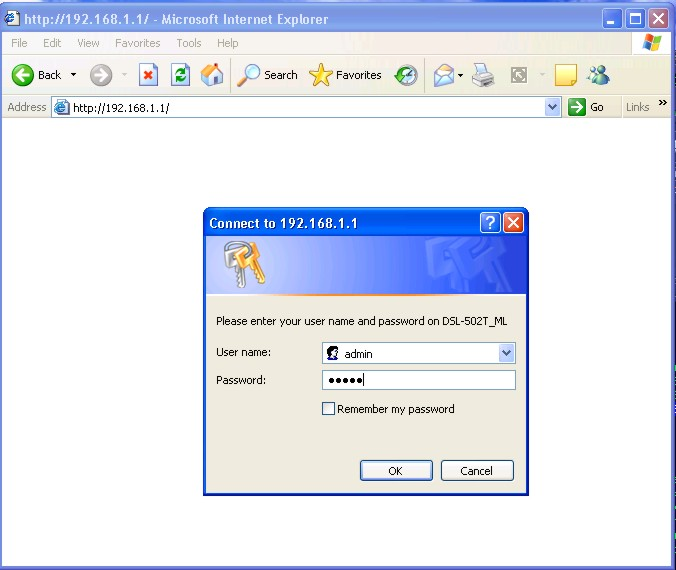 http://192.168.1.1/ - Microsoft Internet Explorer
File Edit View Favorites Tools Help
Back Search Favorites
Address http://192.168.1.1/ Go Links »
Connect to 192.168.1.1
Please enter your user name and password on DSL-502T_ML
User name: admin
Password: ●●●●●
Remember my password
OK Cancel